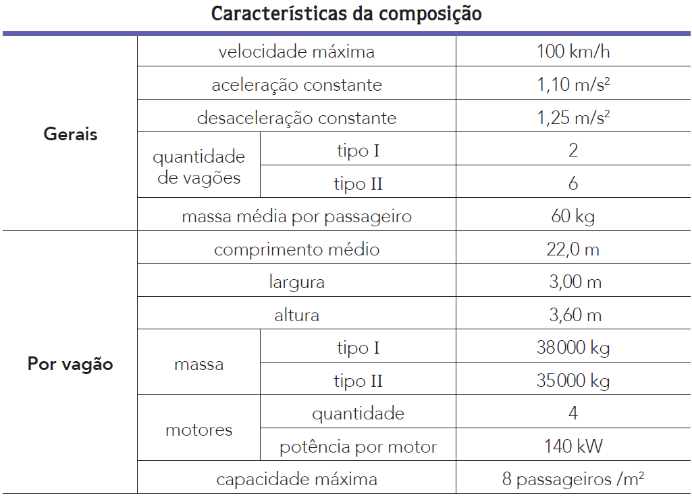 Características da composição
Gerais
velocidade máxima 100 km/h
aceleração constante 1,10 m/s²
desaceleração constante 1,25 m/s²
quantidade
de vagões
tipo I 2
tipo II 6
massa média por passageiro 60 kg
Por vagão
comprimento médio 22,0 m
largura 3,00 m
altura 3,60 m
massa
tipo I 38000 kg
tipo II 35000 kg
motores
quantidade 4
potência por motor 140 kW
capacidade máxima 8 passageiros /m²